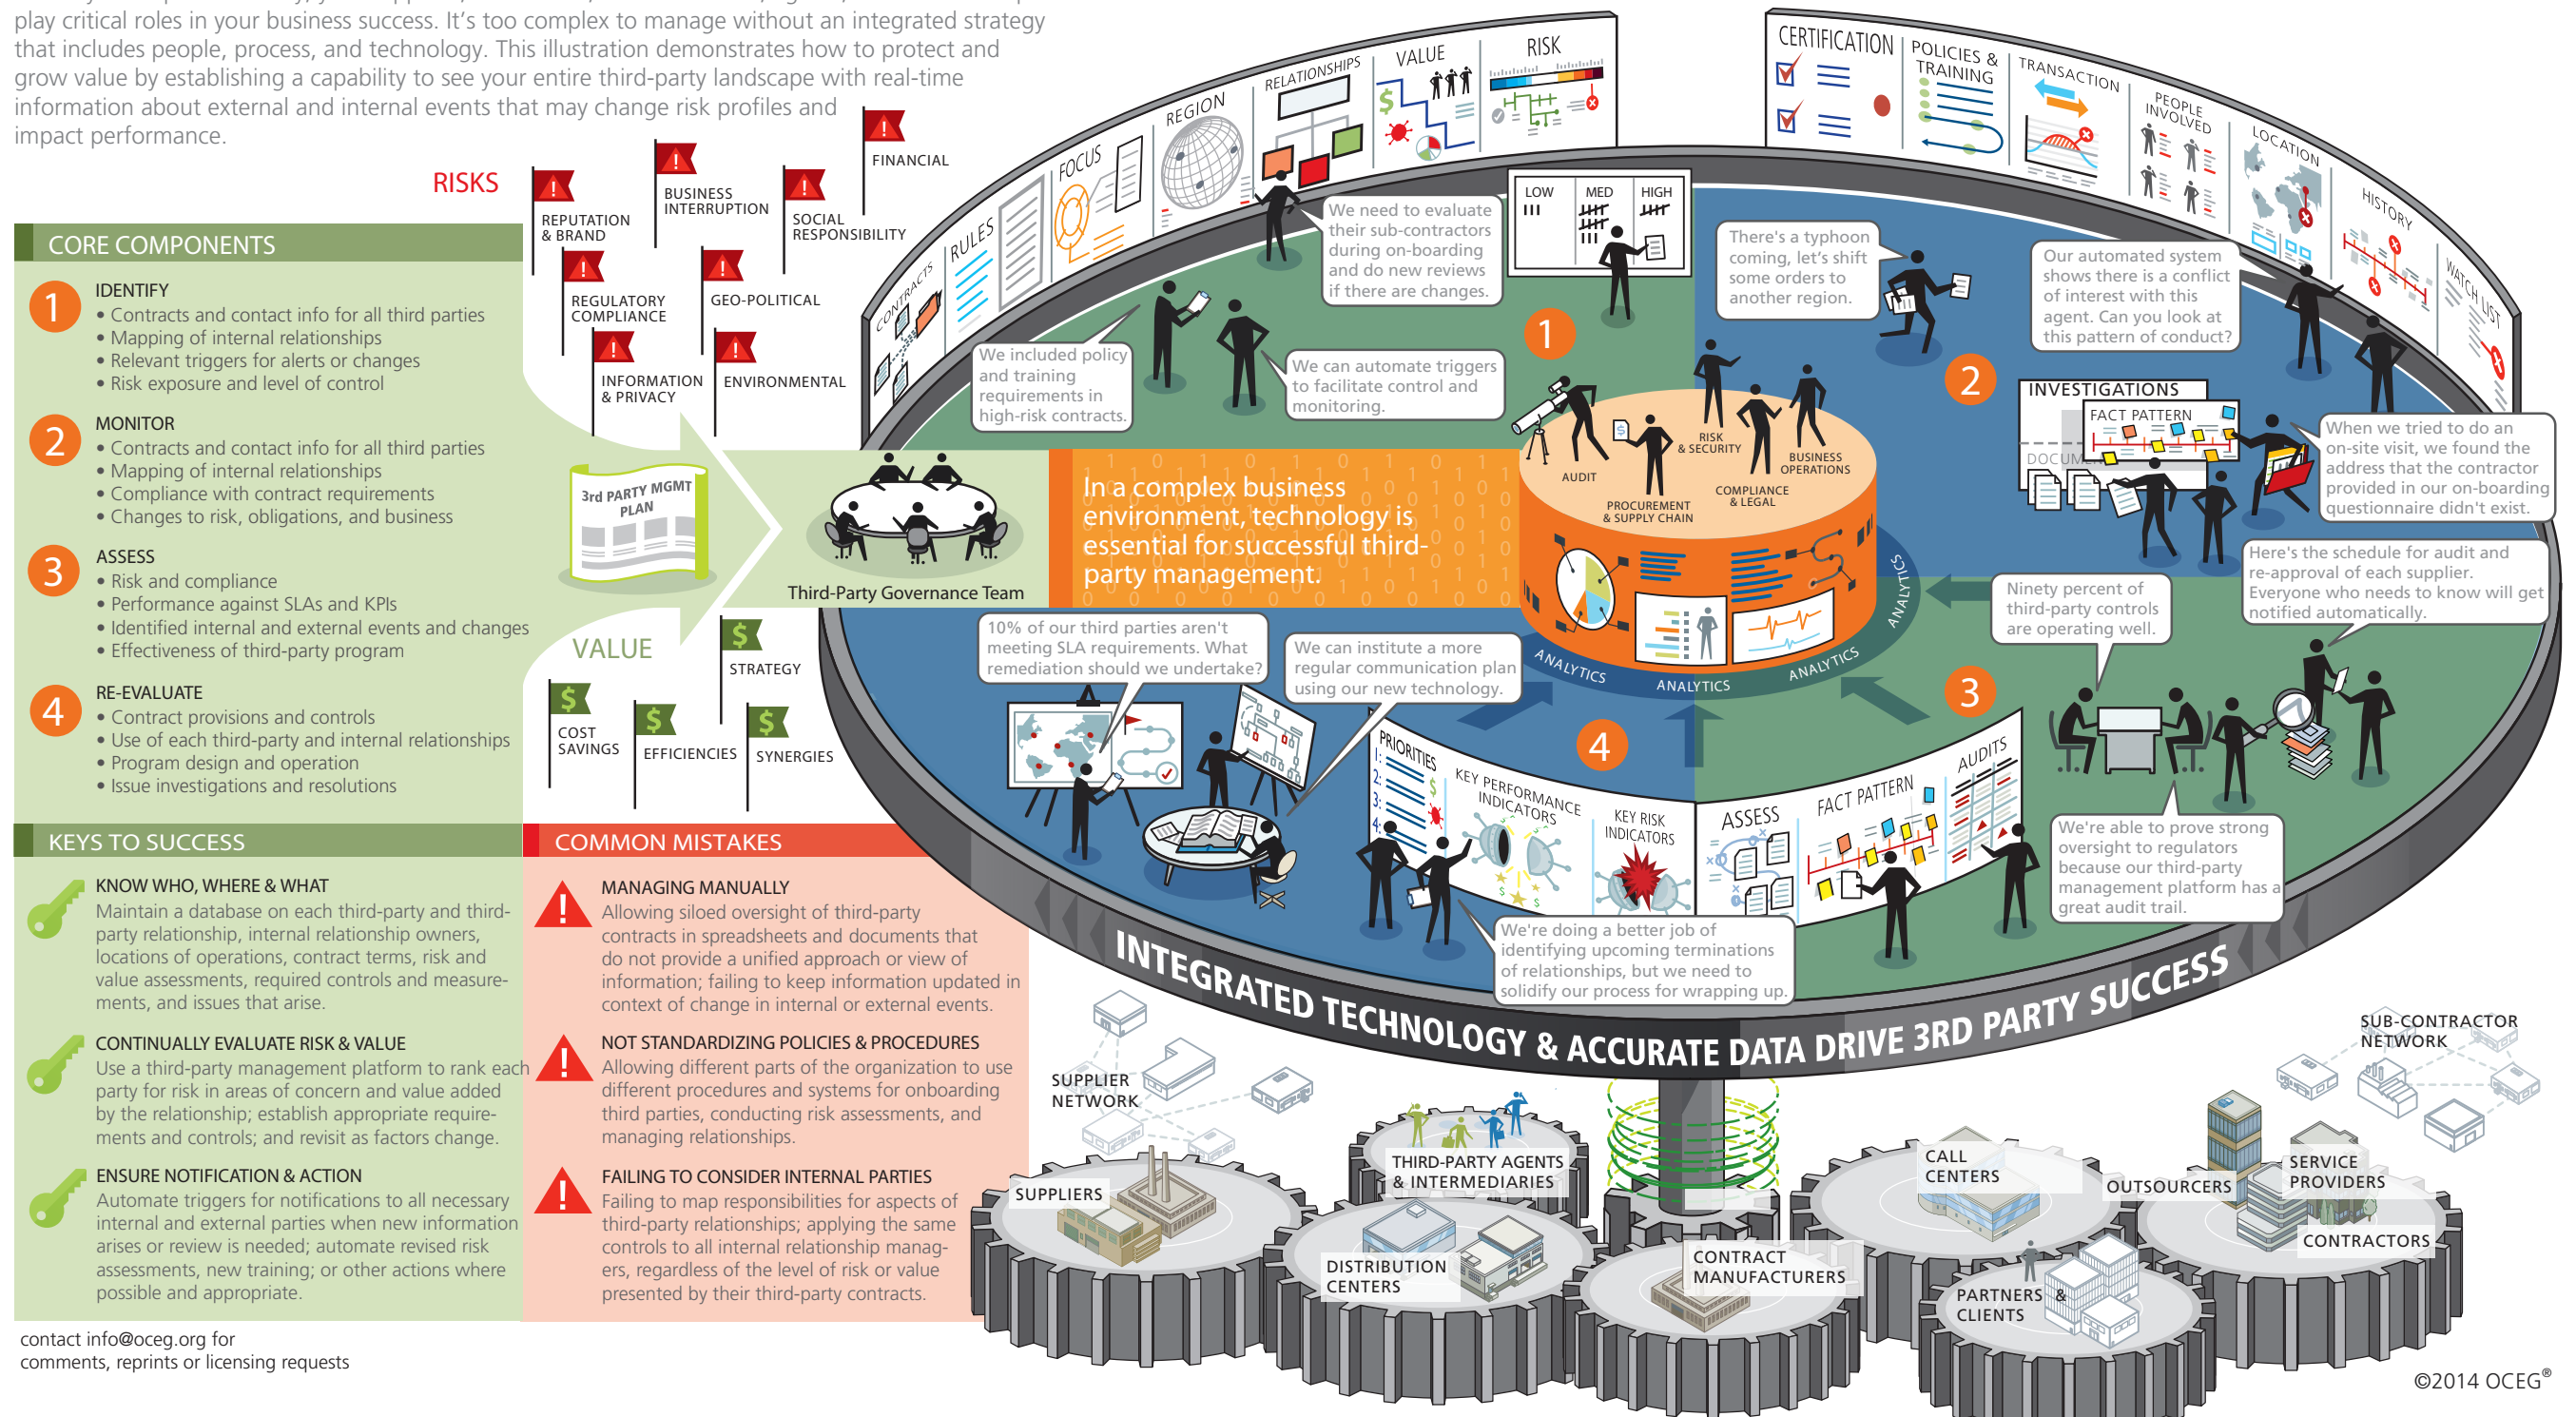 play critical roles in your business success. It's too complex to manage without an integrated strategy
that includes people, process, and technology. This illustration demonstrates how to protect and
grow value by establishing a capability to see your entire third-party landscape with real-time
information about external and internal events that may change risk profiles and
impact performance.
RISKS
REPUTATION
& BRAND
BUSINESS
INTERRUPTION
SOCIAL
RESPONSIBILITY
FINANCIAL
REGULATORY
COMPLIANCE
GEO-POLITICAL
INFORMATION
& PRIVACY
ENVIRONMENTAL
CORE COMPONENTS
1
IDENTIFY
• Contracts and contact info for all third parties
• Mapping of internal relationships
• Relevant triggers for alerts or changes
• Risk exposure and level of control
2
MONITOR
• Contracts and contact info for all third parties
• Mapping of internal relationships
• Compliance with contract requirements
• Changes to risk, obligations, and business
3
ASSESS
• Risk and compliance
• Performance against SLAs and KPIs
• Identified internal and external events and changes
• Effectiveness of third-party program
4
RE-EVALUATE
• Contract provisions and controls
• Use of each third-party and internal relationships
• Program design and operation
• Issue investigations and resolutions
3rd PARTY MGMT
PLAN
Third-Party Governance Team
VALUE
STRATEGY
COST
SAVINGS
EFFICIENCIES
SYNERGIES
KEYS TO SUCCESS
KNOW WHO, WHERE & WHAT
Maintain a database on each third-party and third-
party relationship, internal relationship owners,
locations of operations, contract terms, risk and
value assessments, required controls and measure-
ments, and issues that arise.
CONTINUALLY EVALUATE RISK & VALUE
Use a third-party management platform to rank each
party for risk in areas of concern and value added
by the relationship; establish appropriate require-
ments and controls; and revisit as factors change.
ENSURE NOTIFICATION & ACTION
Automate triggers for notifications to all necessary
internal and external parties when new information
arises or review is needed; automate revised risk
assessments, new training; or other actions where
possible and appropriate.
COMMON MISTAKES
MANAGING MANUALLY
Allowing siloed oversight of third-party
contracts in spreadsheets and documents that
do not provide a unified approach or view of
information; failing to keep information updated in
context of change in internal or external events.
NOT STANDARDIZING POLICIES & PROCEDURES
Allowing different parts of the organization to use
different procedures and systems for onboarding
third parties, conducting risk assessments, and
managing relationships.
FAILING TO CONSIDER INTERNAL PARTIES
Failing to map responsibilities for aspects of
third-party relationships; applying the same
controls to all internal relationship manag-
ers, regardless of the level of risk or value
presented by their third-party contracts.
contact info@oceg.org for
comments, reprints or licensing requests
CONTRACTS
RULES
FOCUS
REGION
RELATIONSHIPS
VALUE
RISK
CERTIFICATION
POLICIES &
TRAINING
TRANSACTION
PEOPLE
INVOLVED
LOCATION
HISTORY
WATCH LIST
LOW
MED
HIGH
We need to evaluate
their sub-contractors
during on-boarding
and do new reviews
if there are changes.
We included policy
and training
requirements in
high-risk contracts.
We can automate triggers
to facilitate control and
monitoring.
1
There's a typhoon
coming, let's shift
some orders to
another region.
Our automated system
shows there is a conflict
of interest with this
agent. Can you look at
this pattern of conduct?
2
INVESTIGATIONS
FACT PATTERN
When we tried to do an
on-site visit, we found the
address that the contractor
provided in our on-boarding
questionnaire didn't exist.
In a complex business
environment, technology is
essential for successful third-
party management.
AUDIT
RISK
& SECURITY
BUSINESS
OPERATIONS
PROCUREMENT
& SUPPLY CHAIN
COMPLIANCE
& LEGAL
ANALYTICS
ANALYTICS
ANALYTICS
ANALYTICS
Ninety percent of
third-party controls
are operating well.
Here's the schedule for audit and
re-approval of each supplier.
Everyone who needs to know will get
notified automatically.
3
We're able to prove strong
oversight to regulators
because our third-party
management platform has a
great audit trail.
10% of our third parties aren't
meeting SLA requirements. What
remediation should we undertake?
We can institute a more
regular communication plan
using our new technology.
4
PRIORITIES
1:
2:
3:
4:
KEY PERFORMANCE
INDICATORS
KEY RISK
INDICATORS
ASSESS
FACT PATTERN
AUDITS
We're doing a better job of
identifying upcoming terminations
of relationships, but we need to
solidify our process for wrapping up.
INTEGRATED TECHNOLOGY & ACCURATE DATA DRIVE 3RD PARTY SUCCESS
SUPPLIER
NETWORK
SUB-CONTRACTOR
NETWORK
SUPPLIERS
THIRD-PARTY AGENTS
& INTERMEDIARIES
DISTRIBUTION
CENTERS
CONTRACT
MANUFACTURERS
CALL
CENTERS
OUTSOURCERS
SERVICE
PROVIDERS
CONTRACTORS
PARTNERS &
CLIENTS
©2014 OCEG®